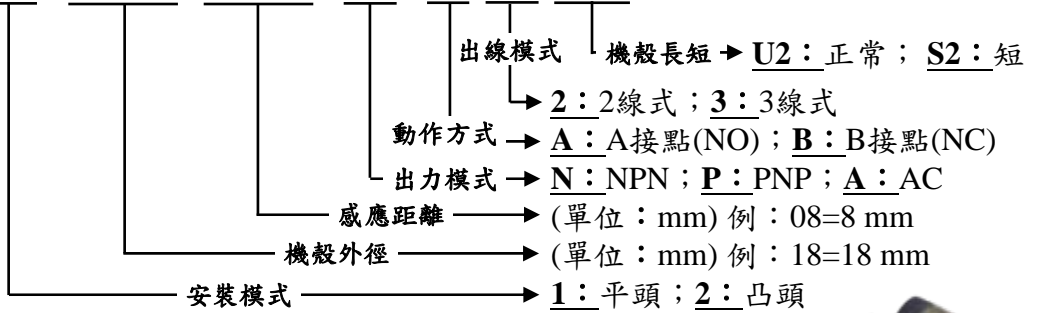 出線模式 機殼長短 U2：正常；S2：短
2：2線式；3：3線式
動作方式 A：A接點(NO)；B：B接點(NC)
出力模式 N：NPN；P：PNP；A：AC
感應距離 (單位：mm) 例：08=8 mm
機殼外徑 (單位：mm) 例：18=18 mm
安裝模式 1：平頭；2：凸頭